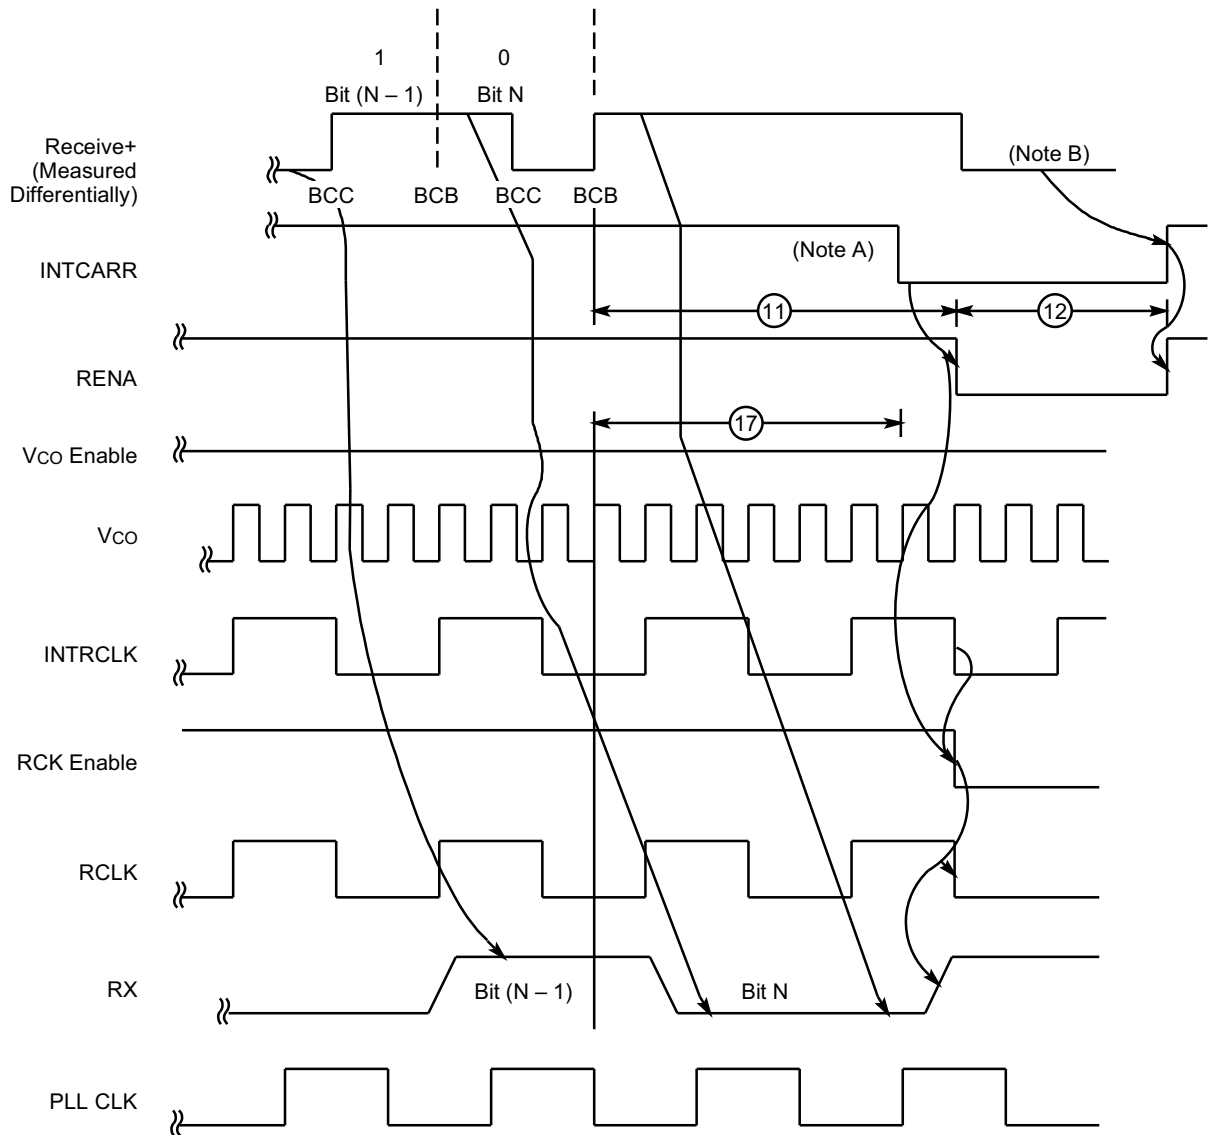 1
0
Bit (N – 1)
Bit N
Receive+
(Measured
Differentially)
(Note B)
BCC
BCB
BCC
BCB
(Note A)
INTCARR
11
12
RENA
17
VCO Enable
VCO
INTRCLK
RCK Enable
RCLK
RX
Bit (N – 1)
Bit N
PLL CLK